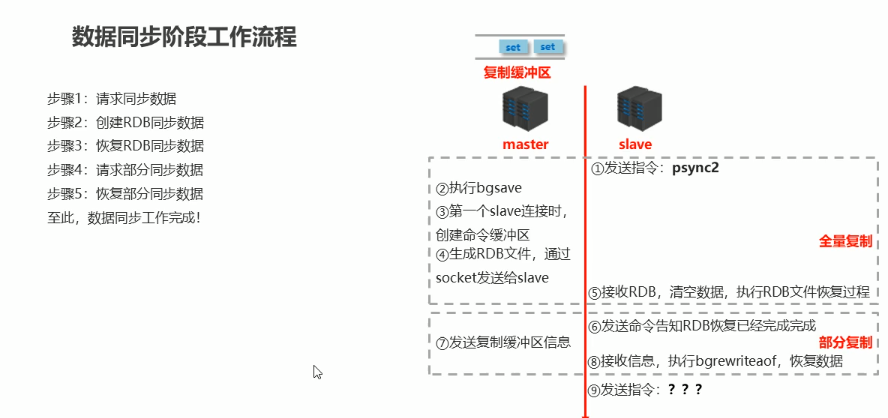 数据同步阶段工作流程
步骤1：请求同步数据
步骤2：创建RDB同步数据
步骤3：恢复RDB同步数据
步骤4：请求部分同步数据
步骤5：恢复部分同步数据
至此，数据同步工作完成！
set set
复制缓冲区
master
slave
①发送指令：psync2
②执行bgsave
③第一个slave连接时，
创建命令缓冲区
④生成RDB文件，通过
socket发送给slave
全量复制
⑤接收RDB，清空数据，执行RDB文件恢复过程
⑥发送命令告知RDB恢复已经完成完成
⑦发送复制缓冲区信息
部分复制
⑧接收信息，执行bgrewriteaof，恢复数据
⑨发送指令：？？？